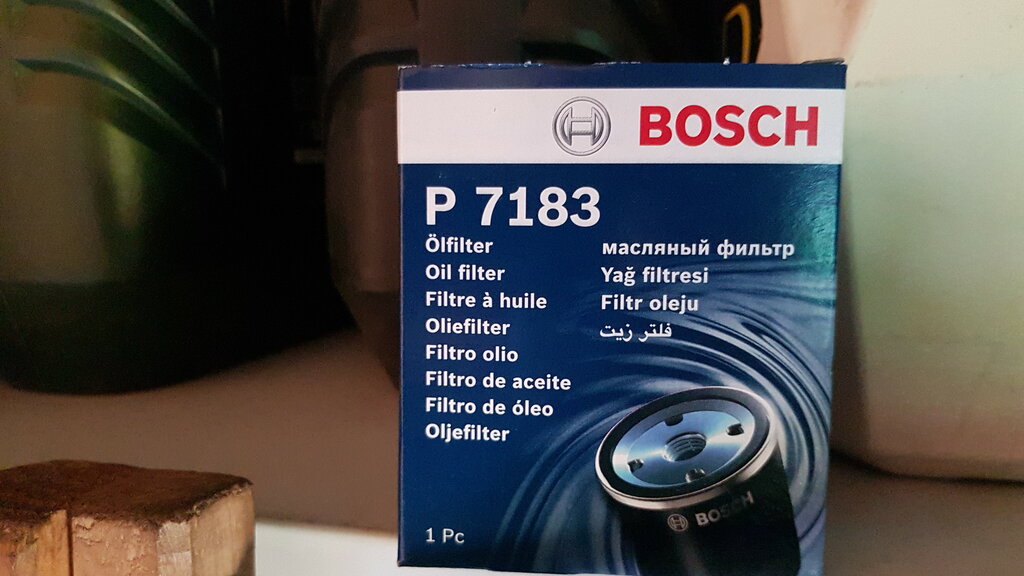 BOSCH
P 7183
Ölfilter
Oil filter
Filtre à huile
Oliefilter
Filtro olio
Filtro de aceite
Filtro de óleo
Oljefilter
масляный фильтр
Yağ filtresi
Filtr oleju
فلتر زيت
BOSCH
1 Pc